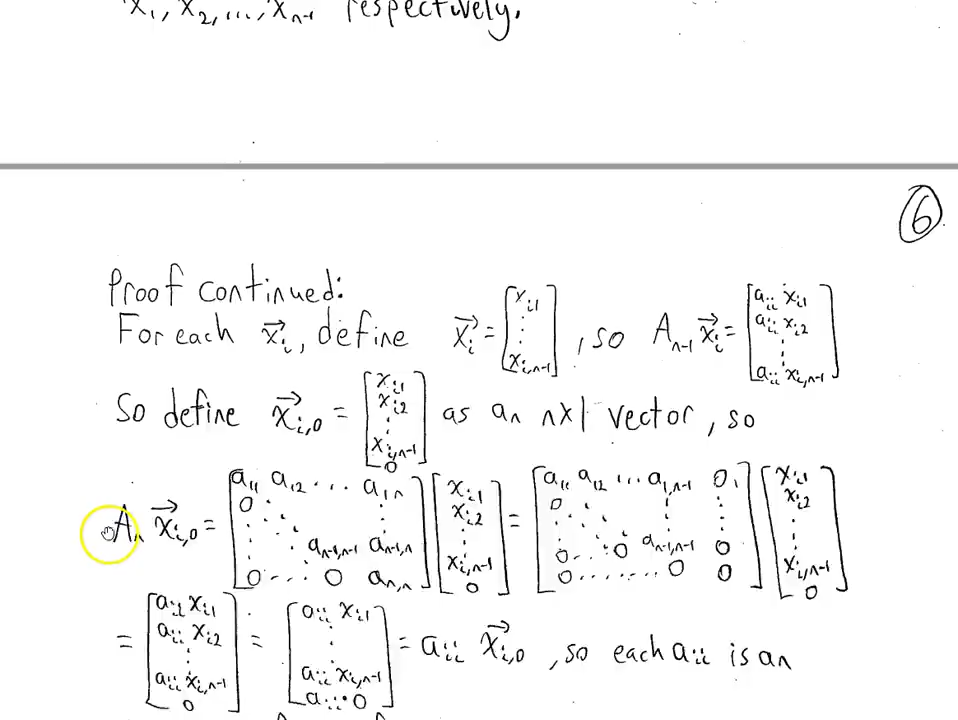 x₁, x₂, ..., xₙ₋₁ respectively.
6
Proof continued:
For each x⃗ᵢ, define x⃗ᵢ = [xᵢ₁ ⋮ xᵢ,ₙ₋₁], so Aₙ₋₁ x⃗ᵢ = [aᵢᵢ xᵢ₁ aᵢᵢ xᵢ₂ ⋮ aᵢᵢ xᵢ,ₙ₋₁]
So define x⃗ᵢ,₀ = [xᵢ₁ xᵢ₂ ⋮ xᵢ,ₙ₋₁ 0] as an n×1 vector, so
Aₙ x⃗ᵢ,₀ = [a₁₁ a₁₂ ... a₁ₙ 0 ⋱ ⋮ aₙ₋₁,ₙ₋₁ aₙ₋₁,ₙ 0 ... 0 aₙ,ₙ] [xᵢ₁ xᵢ₂ ⋮ xᵢ,ₙ₋₁ 0] = [a₁₁ a₁₂ ... a₁,ₙ₋₁ 0 0 ⋱ ⋮ ⋮ 0 ... 0 aₙ₋₁,ₙ₋₁ 0 0 ... 0 0] [xᵢ₁ xᵢ₂ ⋮ xᵢ,ₙ₋₁ 0]
= [aᵢᵢ xᵢ₁ aᵢᵢ xᵢ₂ ⋮ aᵢᵢ xᵢ,ₙ₋₁ 0] = [aᵢᵢ xᵢ₁ ⋮ aᵢᵢ xᵢ,ₙ₋₁ aᵢᵢ·0] = aᵢᵢ x⃗ᵢ,₀, so each aᵢᵢ is an